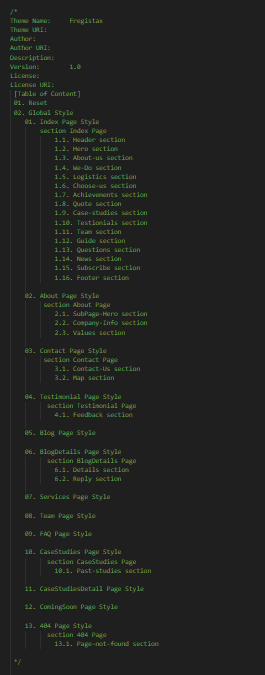 /*
Theme Name:     Fregistax
Theme URI:
Author:
Author URI:
Description:
Version:        1.0
License:
License URI:
[Table of Content]
01. Reset
02. Global Style
01. Index Page Style
section Index Page
1.1. Header section
1.2. Hero section
1.3. About-us section
1.4. We-Do section
1.5. Logistics section
1.6. Choose-us section
1.7. Achievements section
1.8. Quote section
1.9. Case-studies section
1.10. Testionials section
1.11. Team section
1.12. Guide section
1.13. Questions section
1.14. News section
1.15. Subscribe section
1.16. Footer section
02. About Page Style
section About Page
2.1. SubPage-Hero section
2.2. Company-Info section
2.3. Values section
03. Contact Page Style
section Contact Page
3.1. Contact-Us section
3.2. Map section
04. Testimonial Page Style
section Testimonial Page
4.1. Feedback section
05. Blog Page Style
06. BlogDetails Page Style
section BlogDetails Page
6.1. Details section
6.2. Reply section
07. Services Page Style
08. Team Page Style
09. FAQ Page Style
10. CaseStudies Page Style
section CaseStudies Page
10.1. Past-studies section
11. CaseStudiesDetail Page Style
12. ComingSoon Page Style
13. 404 Page Style
section 404 Page
13.1. Page-not-found section
*/